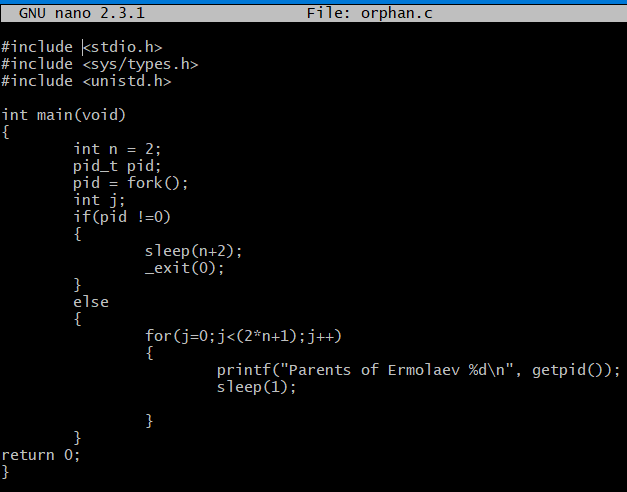 GNU nano 2.3.1 File: orphan.c
#include <stdio.h>
#include <sys/types.h>
#include <unistd.h>
int main(void)
{
int n = 2;
pid_t pid;
pid = fork();
int j;
if(pid !=0)
{
sleep(n+2);
_exit(0);
}
else
{
for(j=0;j<(2*n+1);j++)
{
printf("Parents of Ermolaev %d\n", getpid());
sleep(1);
}
}
return 0;
}